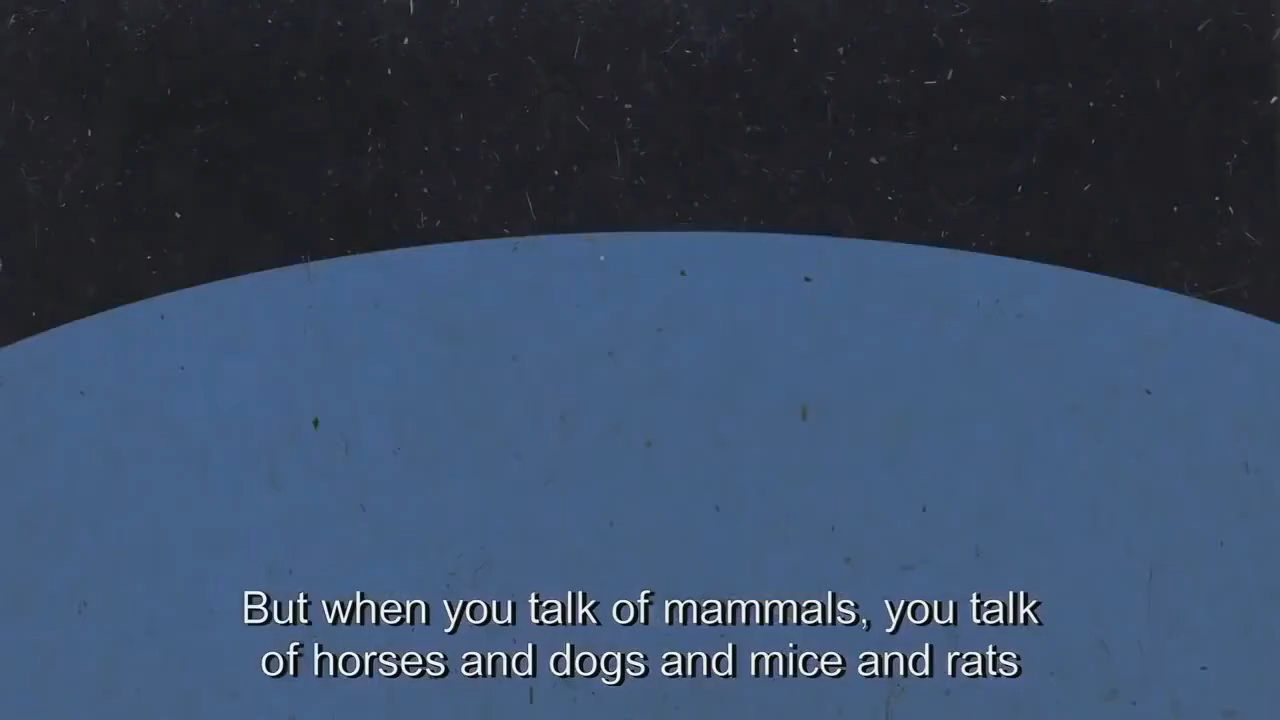 But when you talk of mammals, you talk
of horses and dogs and mice and rats